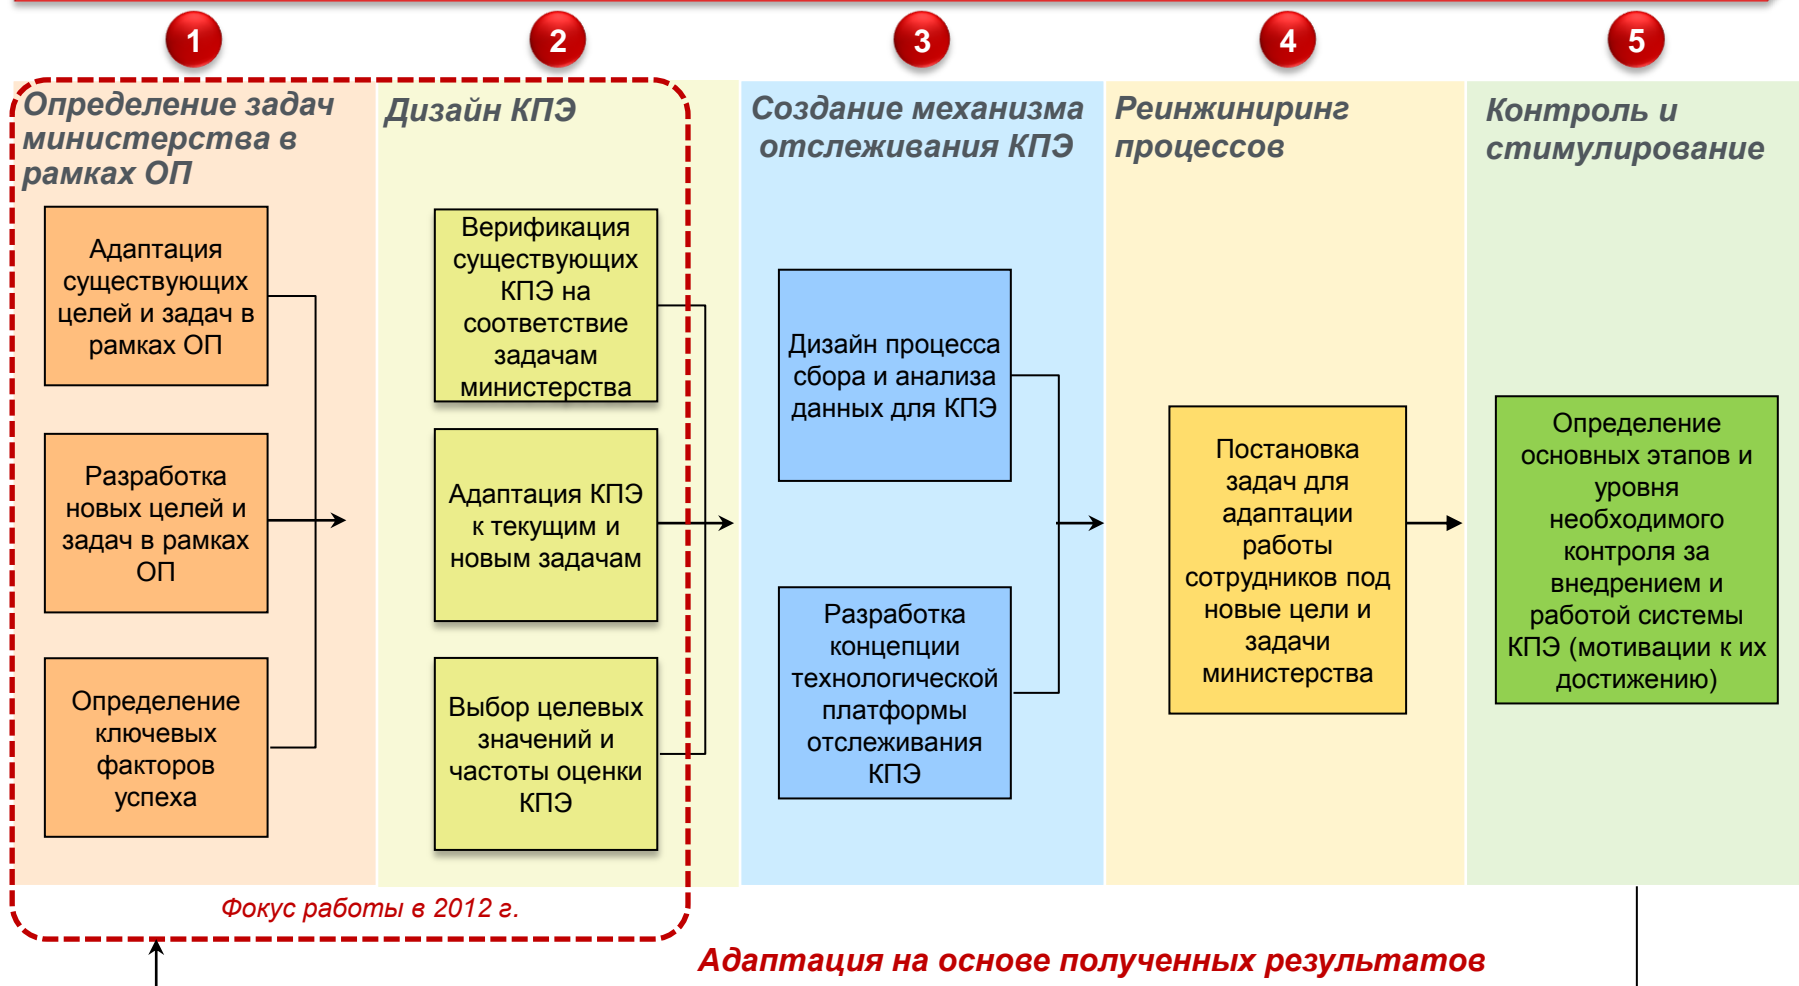 1
2
3
4
5
Определение задач
министерства в
рамках ОП
Адаптация
существующих
целей и задач в
рамках ОП
Разработка
новых целей и
задач в рамках
ОП
Определение
ключевых
факторов
успеха
Дизайн КПЭ
Верификация
существующих
КПЭ на
соответствие
задачам
министерства
Адаптация КПЭ
к текущим и
новым задачам
Выбор целевых
значений и
частоты оценки
КПЭ
Создание механизма
отслеживания КПЭ
Дизайн процесса
сбора и анализа
данных для КПЭ
Разработка
концепции
технологической
платформы
отслеживания
КПЭ
Реинжиниринг
процессов
Постановка
задач для
адаптации
работы
сотрудников под
новые цели и
задачи
министерства
Контроль и
стимулирование
Определение
основных этапов и
уровня
необходимого
контроля за
внедрением и
работой системы
КПЭ (мотивации к их
достижению)
Фокус работы в 2012 г.
Адаптация на основе полученных результатов